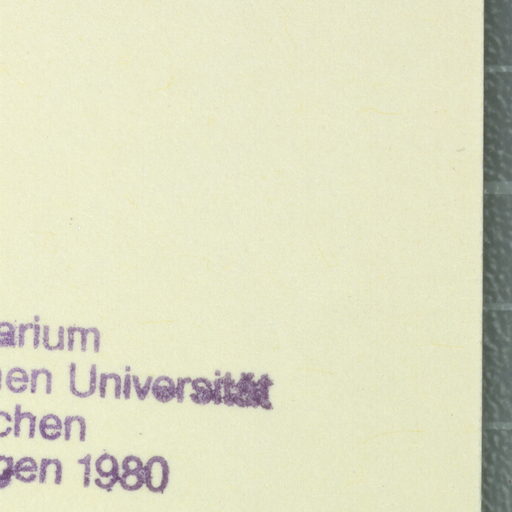 arium
en Universität
chen
gen 1980